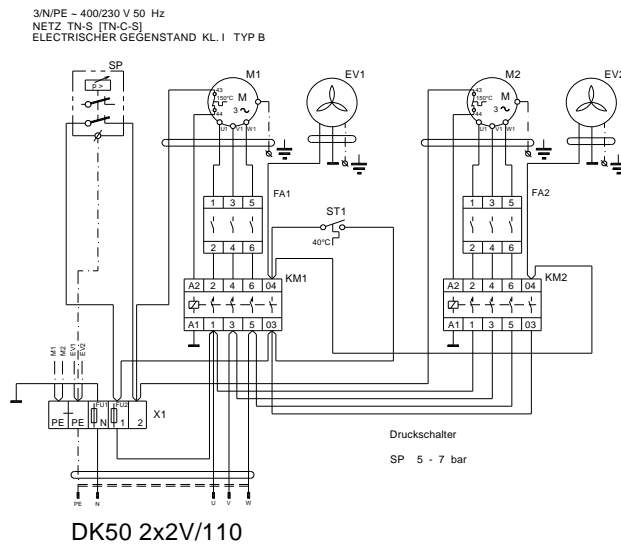 3/N/PE ~ 400/230 V 50 Hz
NETZ TN-S [TN-C-S]
ELECTRISCHER GEGENSTAND KL. I TYP B
SP
P >
M1
EV1
M2
EV2
43
150°C
44
M
3 ~
U1 V1 W1
43
150°C
44
M
3 ~
U1 V1 W1
1 3 5
FA1
2 4 6
ST1
40°C
1 3 5
FA2
2 4 6
A2 2 4 6 04
KM1
A1 1 3 5 03
A2 2 4 6 04
KM2
A1 1 3 5 03
M1
M2
EV1
EV2
FU1
FU2
X1
PE PE N 1 2
PE N U V W
Druckschalter
SP 5 - 7 bar
DK50 2x2V/110